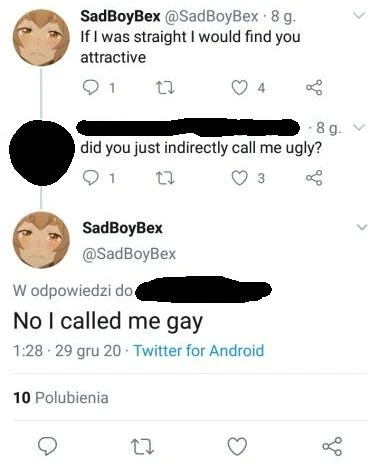 SadBoyBex @SadBoyBex · 8 g.
If I was straight I would find you
attractive
1 4
· 8 g.
did you just indirectly call me ugly?
1 3
SadBoyBex
@SadBoyBex
W odpowiedzi do
No I called me gay
1:28 · 29 gru 20 · Twitter for Android
10 Polubienia